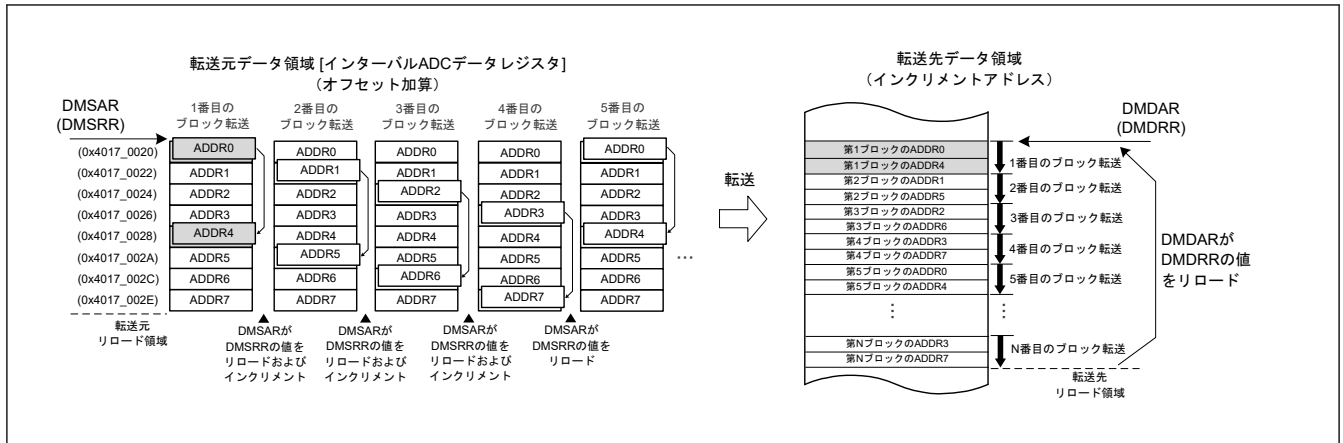 転送元データ領域 [インターバルADCデータレジスタ]
（オフセット加算）
DMSAR
(DMSRR)
1番目の
ブロック転送
2番目の
ブロック転送
3番目の
ブロック転送
4番目の
ブロック転送
5番目の
ブロック転送
(0x4017_0020) ADDR0 ADDR0 ADDR0 ADDR0 ADDR0
(0x4017_0022) ADDR1 ADDR1 ADDR1 ADDR1 ADDR1
(0x4017_0024) ADDR2 ADDR2 ADDR2 ADDR2 ADDR2
(0x4017_0026) ADDR3 ADDR3 ADDR3 ADDR3 ADDR3
(0x4017_0028) ADDR4 ADDR4 ADDR4 ADDR4 ADDR4
(0x4017_002A) ADDR5 ADDR5 ADDR5 ADDR5 ADDR5
(0x4017_002C) ADDR6 ADDR6 ADDR6 ADDR6 ADDR6
(0x4017_002E) ADDR7 ADDR7 ADDR7 ADDR7 ADDR7
…
転送元
リロード領域
DMSARが
DMSRRの値を
リロードおよび
インクリメント
DMSARが
DMSRRの値を
リロードおよび
インクリメント
DMSARが
DMSRRの値を
リロードおよび
インクリメント
DMSARが
DMSRRの値を
リロード
転送
転送先データ領域
（インクリメントアドレス）
DMDAR
(DMDRR)
第1ブロックのADDR0
第1ブロックのADDR4
第2ブロックのADDR1
第2ブロックのADDR5
第3ブロックのADDR2
第3ブロックのADDR6
第4ブロックのADDR3
第4ブロックのADDR7
第5ブロックのADDR0
第5ブロックのADDR4
⋮
第NブロックのADDR3
第NブロックのADDR7
1番目のブロック転送
2番目のブロック転送
3番目のブロック転送
4番目のブロック転送
5番目のブロック転送
⋮
N番目のブロック転送
転送先
リロード領域
DMDARが
DMDRRの値
をリロード